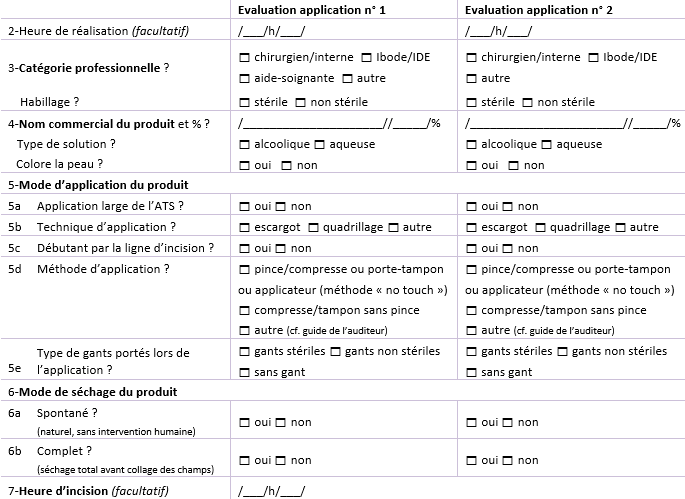 Evaluation application n° 1 Evaluation application n° 2
2-Heure de réalisation (facultatif) /___/h/___/ /___/h/___/
☐ chirurgien/interne ☐ Ibode/IDE ☐ chirurgien/interne ☐ Ibode/IDE
3-Catégorie professionnelle ?
☐ aide-soignante ☐ autre ☐ autre
Habillage ? ☐ stérile ☐ non stérile ☐ stérile ☐ non stérile
4-Nom commercial du produit et % ? /______________________//_____/% /________________________//_____/%
Type de solution ? ☐ alcoolique ☐ aqueuse ☐ alcoolique ☐ aqueuse
Colore la peau ? ☐ oui ☐ non ☐ oui ☐ non
5-Mode d'application du produit
5a Application large de l'ATS ? ☐ oui ☐ non ☐ oui ☐ non
5b Technique d'application ? ☐ escargot ☐ quadrillage ☐ autre ☐ escargot ☐ quadrillage ☐ autre
5c Débutant par la ligne d'incision ? ☐ oui ☐ non ☐ oui ☐ non
5d Méthode d'application ? ☐ pince/compresse ou porte-tampon ☐ pince/compresse ou porte-tampon
ou applicateur (méthode « no touch ») ou applicateur (méthode « no touch »)
☐ compresse/tampon sans pince ☐ compresse/tampon sans pince
☐ autre (cf. guide de l'auditeur) ☐ autre (cf. guide de l'auditeur)
Type de gants portés lors de ☐ gants stériles ☐ gants non stériles ☐ gants stériles ☐ gants non stériles
5e l'application ? ☐ sans gant ☐ sans gant
6-Mode de séchage du produit
6a Spontané ? ☐ oui ☐ non ☐ oui ☐ non
(naturel, sans intervention humaine)
6b Complet ? ☐ oui ☐ non ☐ oui ☐ non
(séchage total avant collage des champs)
7-Heure d'incision (facultatif) /___/h/___/